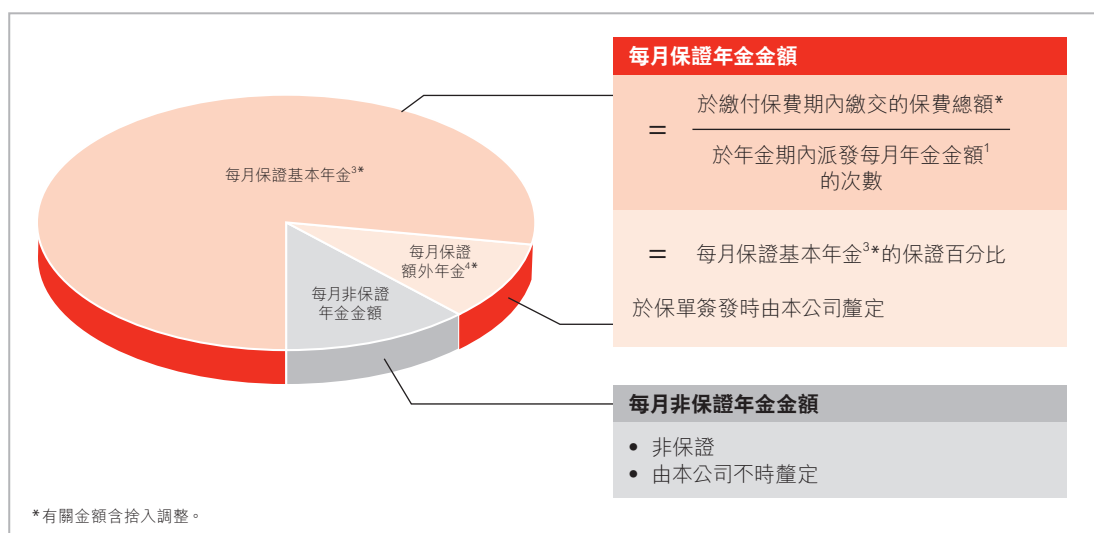 每月保證基本年金³*
每月保證
額外年金⁴*
每月非保證
年金金額
每月保證年金金額
= 於繳付保費期內繳交的保費總額*
於年金期內派發每月年金金額¹
的次數
= 每月保證基本年金³*的保證百分比
於保單簽發時由本公司釐定
每月非保證年金金額
• 非保證
• 由本公司不時釐定
*有關金額含捨入調整。